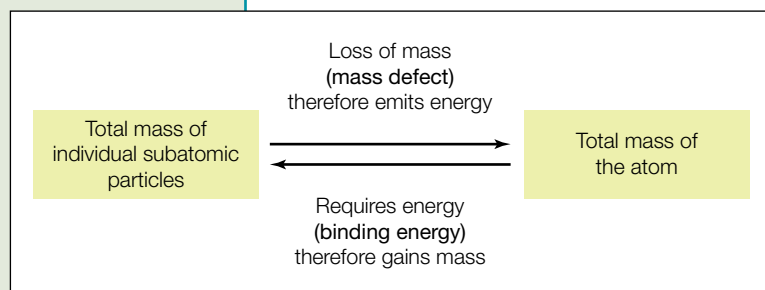 Loss of mass
(mass defect)
therefore emits energy
Total mass of
individual subatomic
particles
Total mass of
the atom
Requires energy
(binding energy)
therefore gains mass